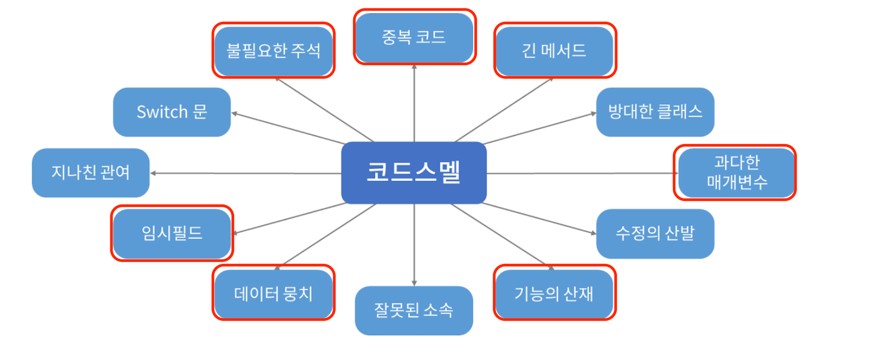 중복 코드
불필요한 주석
긴 메서드
Switch 문
방대한 클래스
코드스멜
지나친 관여
과다한
매개변수
임시필드
수정의 산발
데이터 뭉치
기능의 산재
잘못된 소속